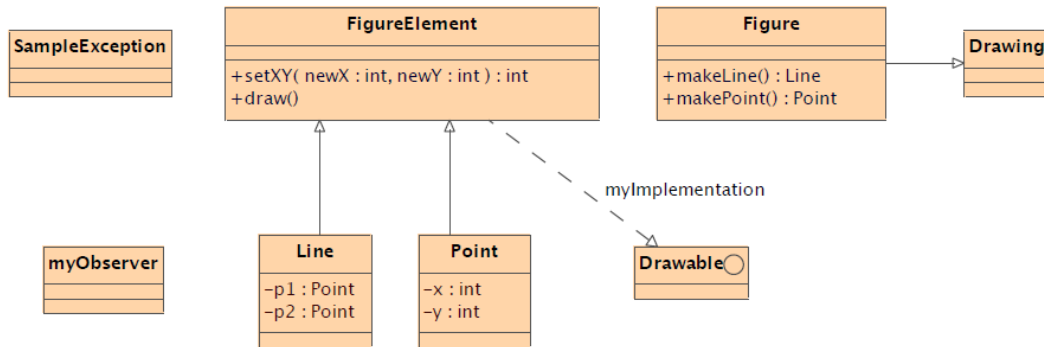 SampleException
FigureElement
+setXY( newX : int, newY : int ) : int
+draw()
Figure
+makeLine() : Line
+makePoint() : Point
Drawing
myImplementation
myObserver
Line
-p1 : Point
-p2 : Point
Point
-x : int
-y : int
Drawable